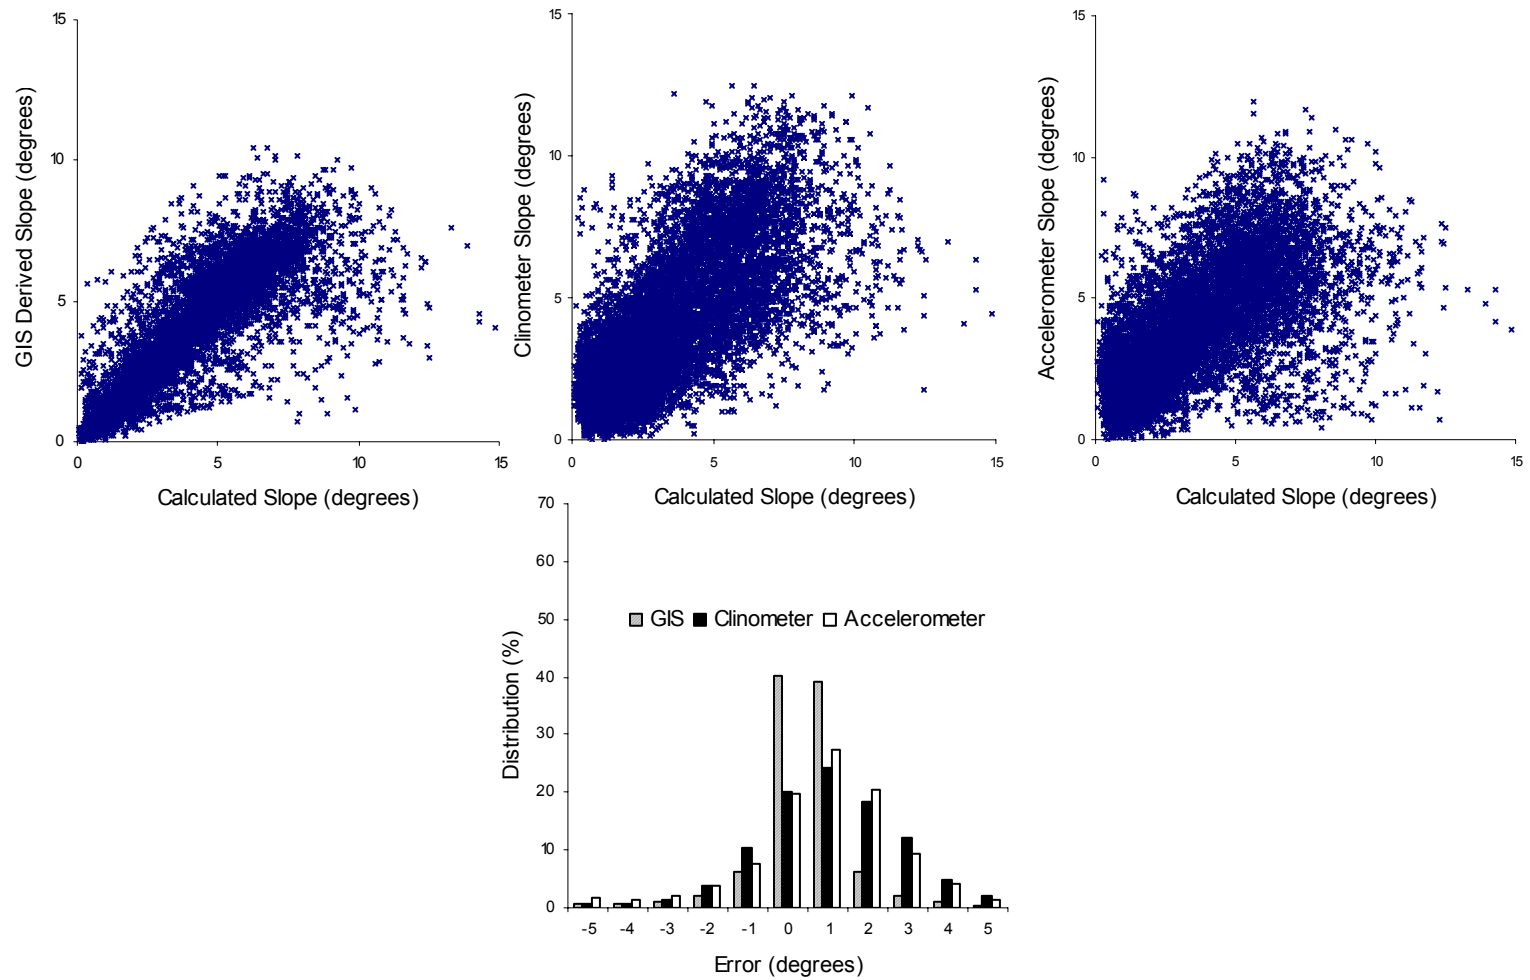 15
10
5
0
GIS Derived Slope (degrees)
0 5 10 15
Calculated Slope (degrees)
15
10
5
0
Clinometer Slope (degrees)
0 5 10 15
Calculated Slope (degrees)
15
10
5
0
Accelerometer Slope (degrees)
0 5 10 15
Calculated Slope (degrees)
70
60
50
40
30
20
10
0
Distribution (%)
GIS Clinometer Accelerometer
-5 -4 -3 -2 -1 0 1 2 3 4 5
Error (degrees)